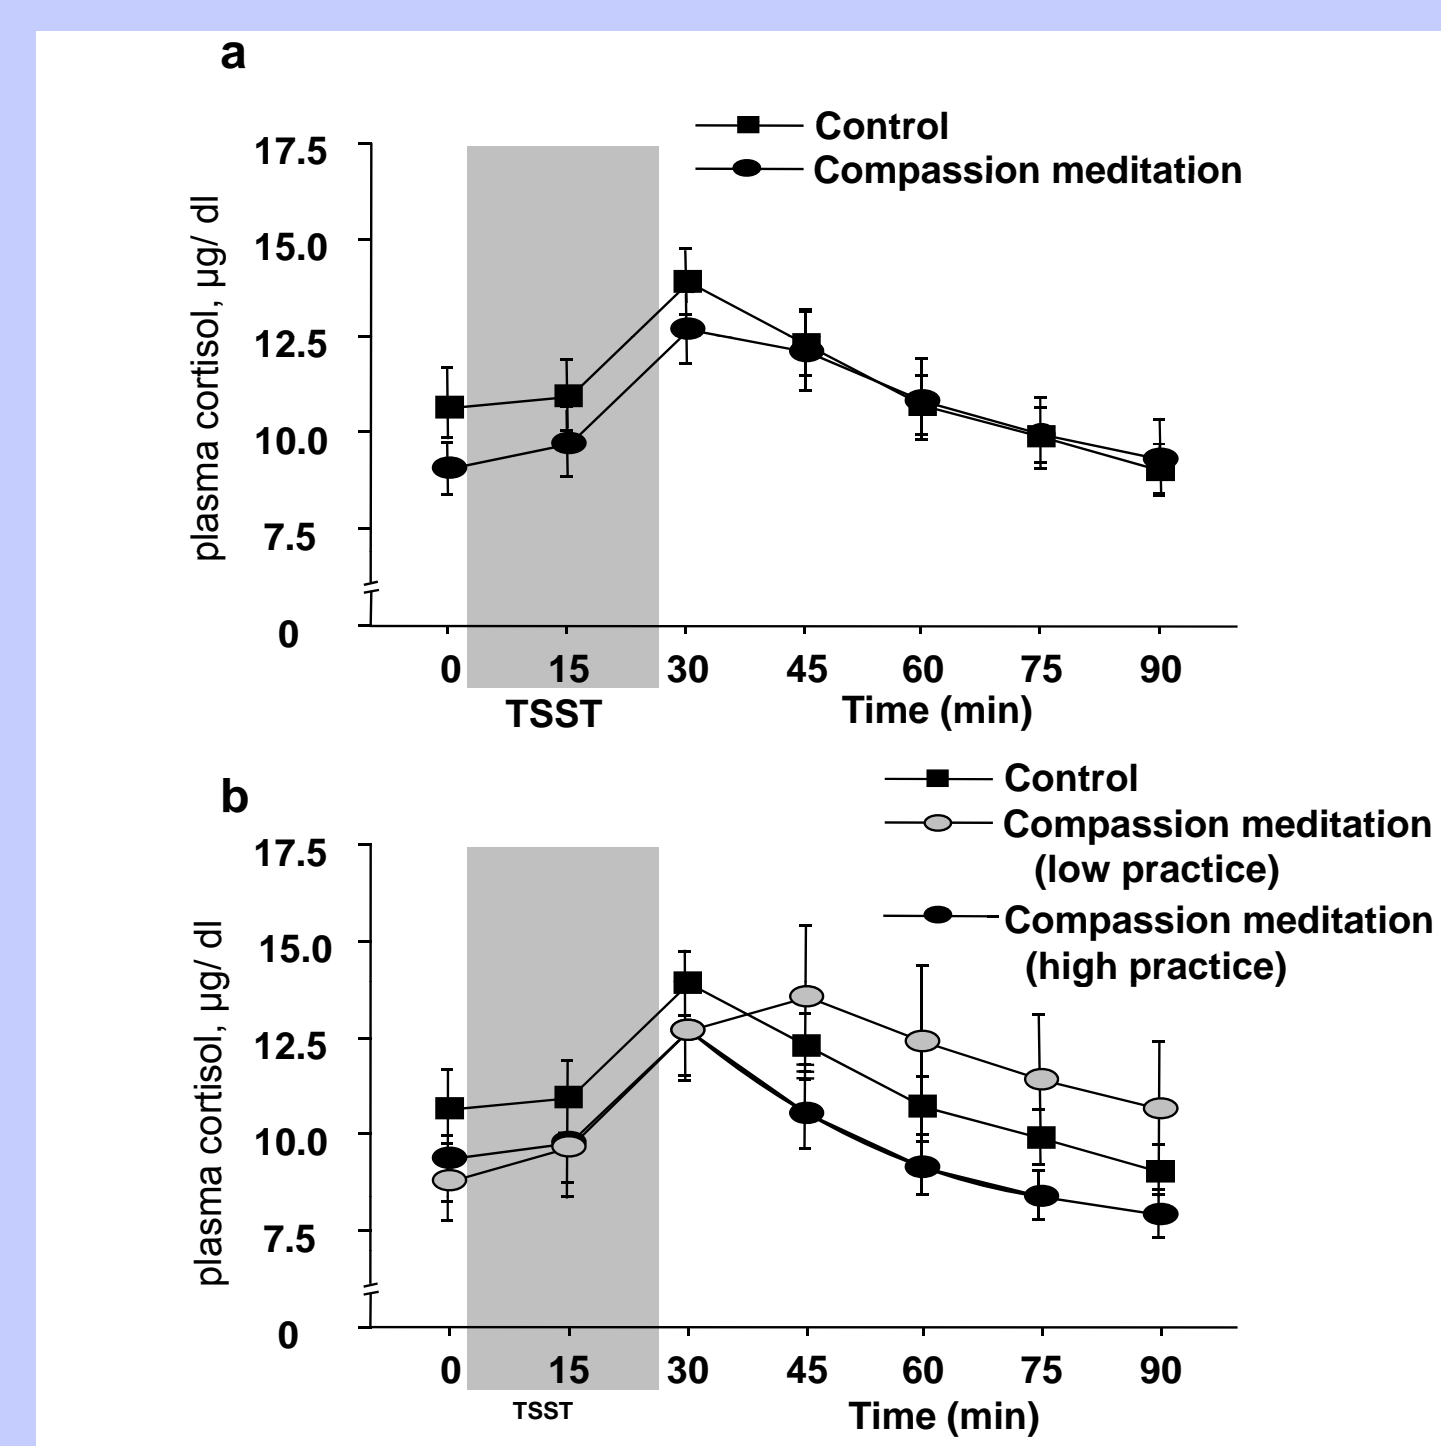 a
Control
Compassion meditation
17.5
15.0
12.5
10.0
7.5
0
plasma cortisol, µg/ dl
0 15 30 45 60 75 90
TSST
Time (min)
b
Control
Compassion meditation
(low practice)
Compassion meditation
(high practice)
17.5
15.0
12.5
10.0
7.5
0
plasma cortisol, µg/ dl
0 15 30 45 60 75 90
TSST
Time (min)